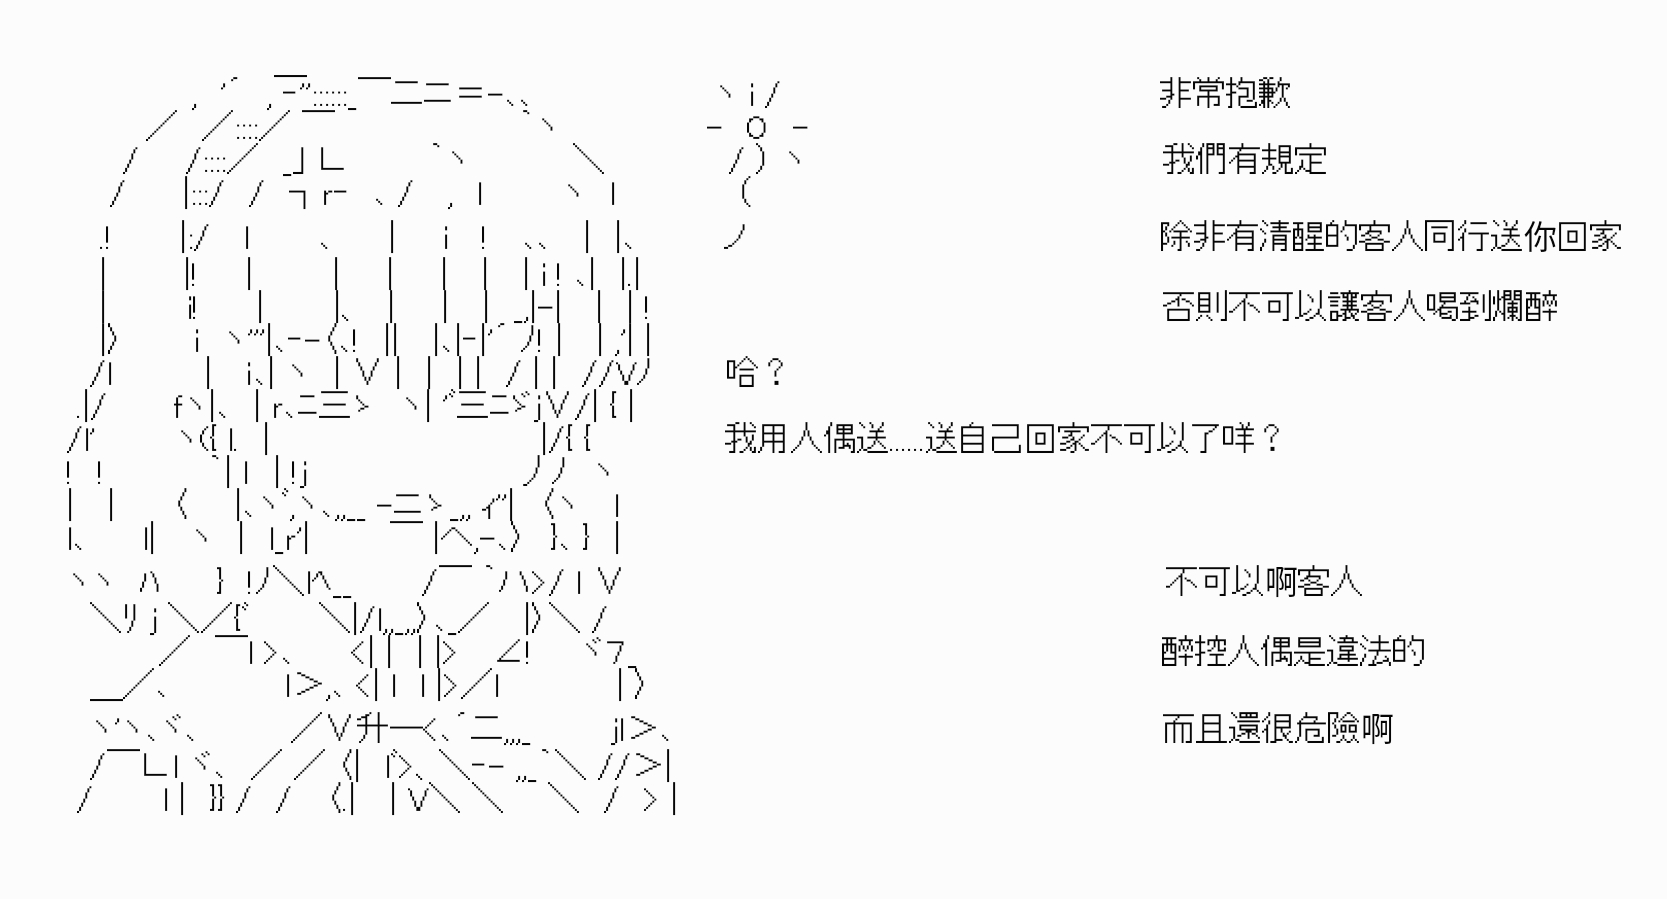 非常抱歉
我們有規定
除非有清醒的客人同行送你回家
否則不可以讓客人喝到爛醉
哈？
我用人偶送......送自己回家不可以了咩？
不可以啊客人
醉控人偶是違法的
而且還很危險啊